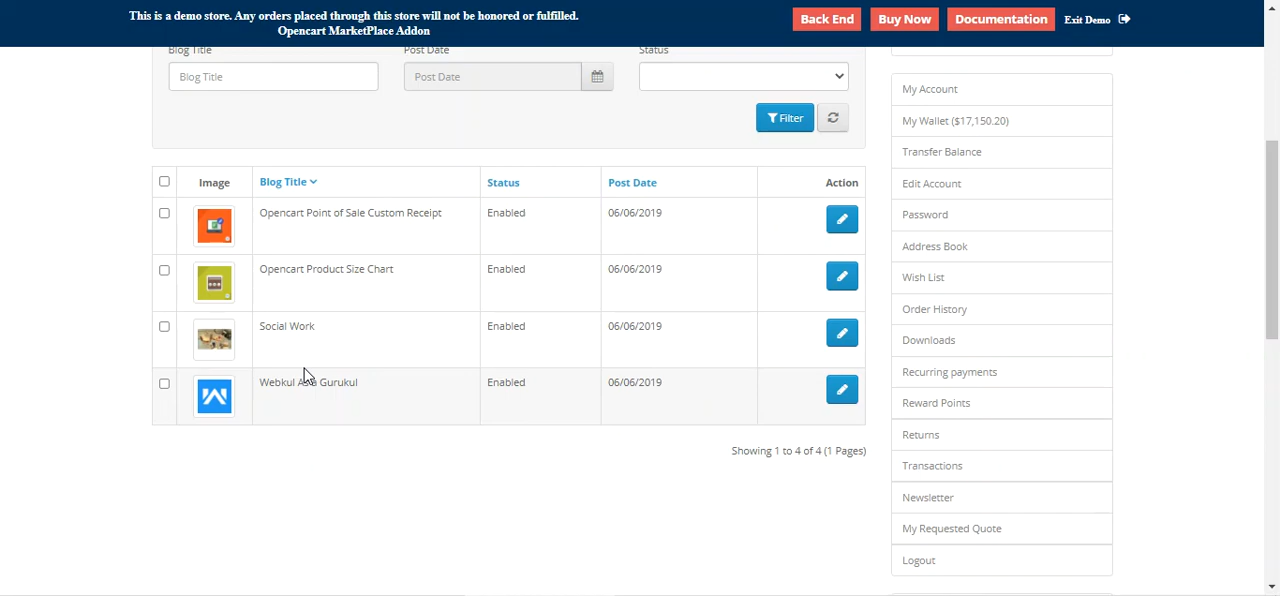 This is a demo store. Any orders placed through this store will not be honored or fulfilled.
Opencart MarketPlace Addon
Back End
Buy Now
Documentation
Exit Demo
Blog Title
Post Date
Status
Blog Title
Post Date
Filter
Image
Blog Title
Status
Post Date
Action
Opencart Point of Sale Custom Receipt
Enabled
06/06/2019
Opencart Product Size Chart
Enabled
06/06/2019
Social Work
Enabled
06/06/2019
Webkul Gurukul
Enabled
06/06/2019
Showing 1 to 4 of 4 (1 Pages)
My Account
My Wallet ($17,150.20)
Transfer Balance
Edit Account
Password
Address Book
Wish List
Order History
Downloads
Recurring payments
Reward Points
Returns
Transactions
Newsletter
My Requested Quote
Logout